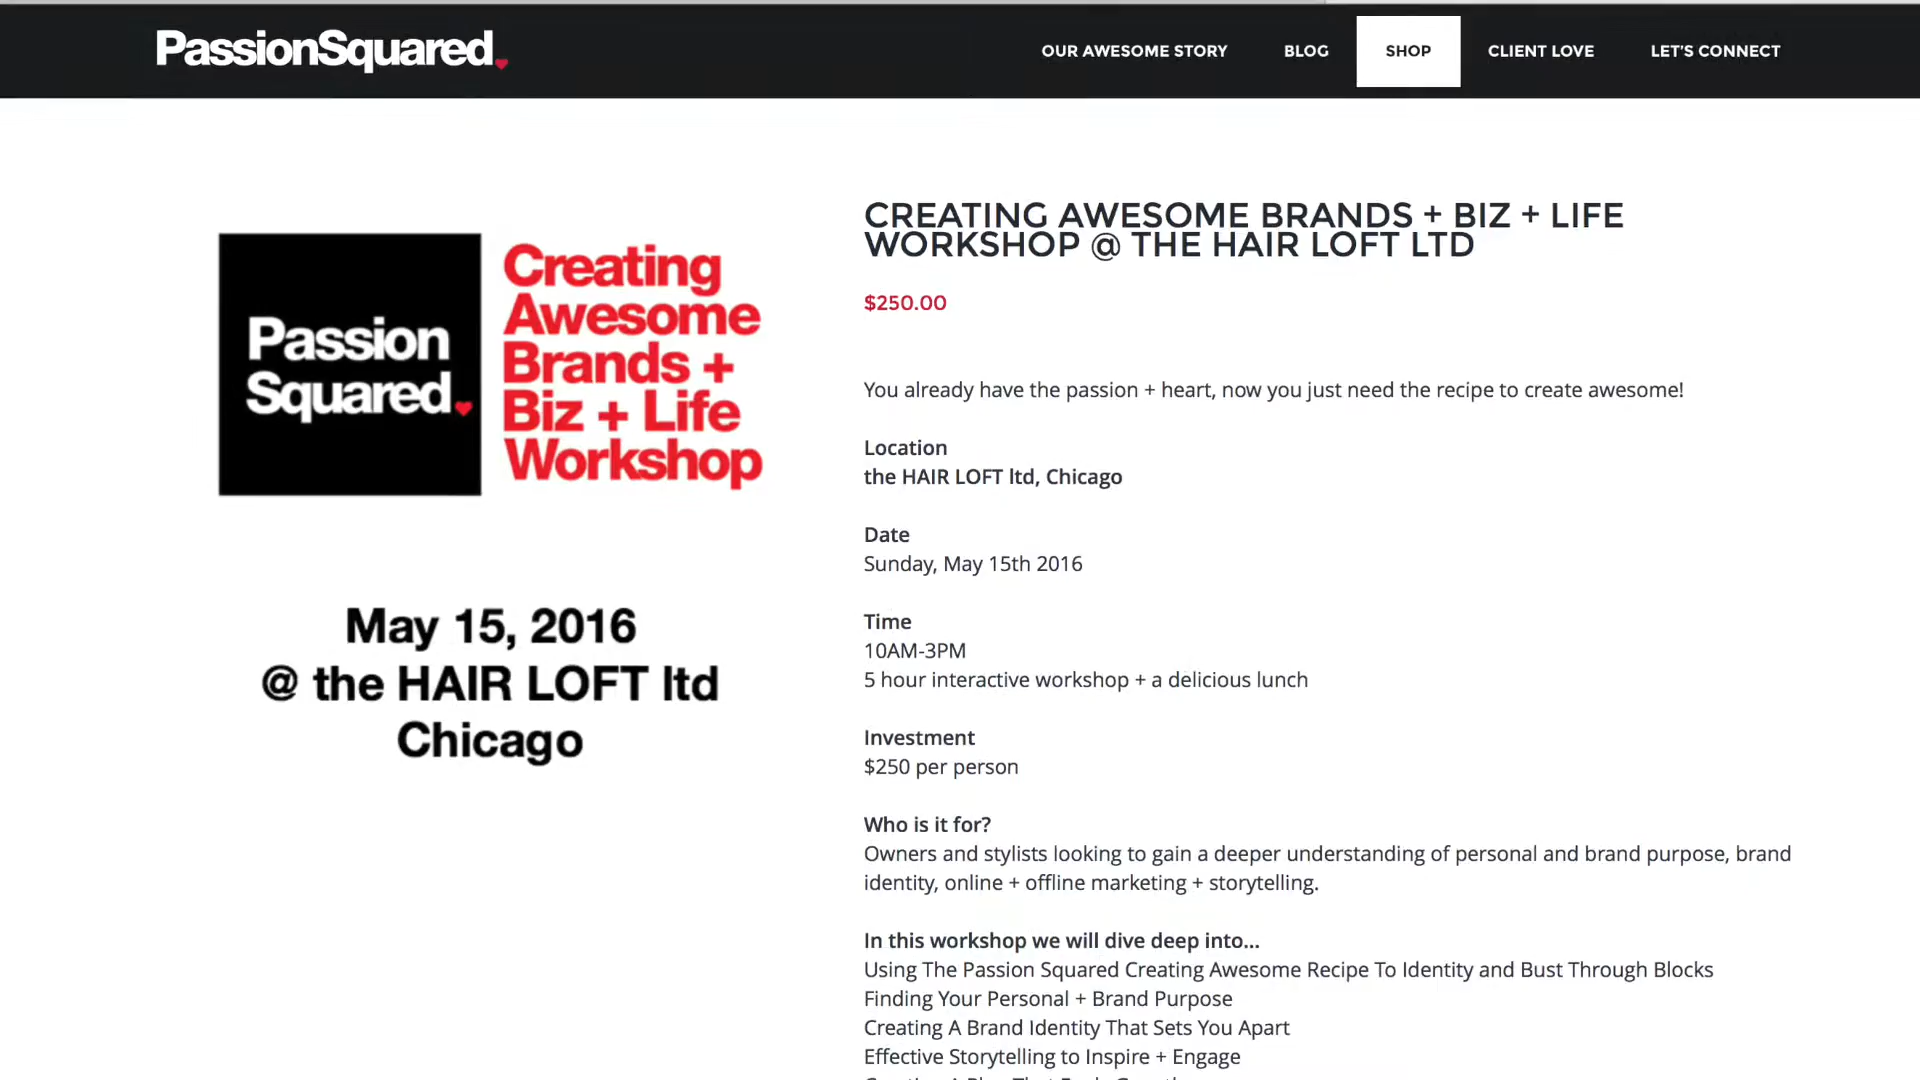 PassionSquared.
OUR AWESOME STORY
BLOG
SHOP
CLIENT LOVE
LET'S CONNECT
Passion
Squared.
Creating
Awesome
Brands +
Biz + Life
Workshop
May 15, 2016
@ the HAIR LOFT ltd
Chicago
CREATING AWESOME BRANDS + BIZ + LIFE
WORKSHOP @ THE HAIR LOFT LTD
$250.00
You already have the passion + heart, now you just need the recipe to create awesome!
Location
the HAIR LOFT ltd, Chicago
Date
Sunday, May 15th 2016
Time
10AM-3PM
5 hour interactive workshop + a delicious lunch
Investment
$250 per person
Who is it for?
Owners and stylists looking to gain a deeper understanding of personal and brand purpose, brand
identity, online + offline marketing + storytelling.
In this workshop we will dive deep into...
Using The Passion Squared Creating Awesome Recipe To Identity and Bust Through Blocks
Finding Your Personal + Brand Purpose
Creating A Brand Identity That Sets You Apart
Effective Storytelling to Inspire + Engage